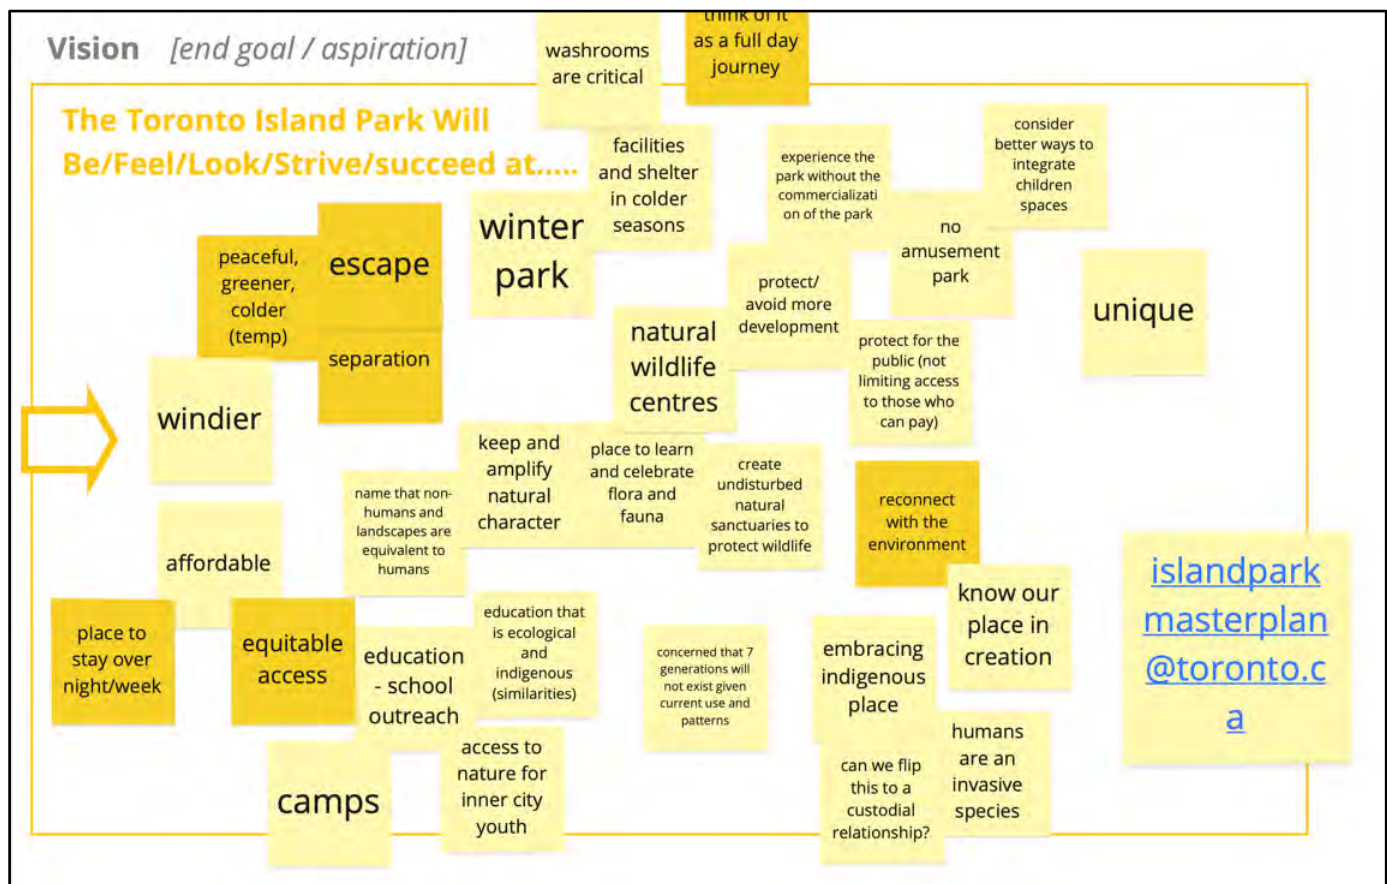 Vision [end goal / aspiration]
The Toronto Island Park Will
Be/Feel/Look/Strive/succeed at.....
washrooms
are critical
think of it
as a full day
journey
facilities
and shelter
in colder
seasons
experience the
park without the
commercializati
on of the park
consider
better ways to
integrate
children
spaces
winter
park
no
amusement
park
peaceful,
greener,
colder
(temp)
escape
separation
protect/
avoid more
development
unique
natural
wildlife
centres
protect for the
public (not
limiting access
to those who
can pay)
windier
keep and
amplify
natural
character
place to learn
and celebrate
flora and
fauna
create
undisturbed
natural
sanctuaries to
protect wildlife
name that non-
humans and
landscapes are
equivalent to
humans
reconnect
with the
environment
affordable
islandpark
masterplan
@toronto.c
a
know our
place in
creation
place to
stay over
night/week
equitable
access
education
- school
outreach
education that
is ecological
and
indigenous
(similarities)
concerned that 7
generations will
not exist given
current use and
patterns
embracing
indigenous
place
humans
are an
invasive
species
camps
access to
nature for
inner city
youth
can we flip
this to a
custodial
relationship?